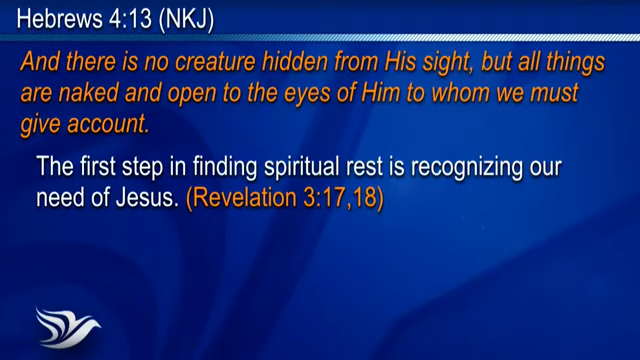 Hebrews 4:13 (NKJ)
And there is no creature hidden from His sight, but all things
are naked and open to the eyes of Him to whom we must
give account.
The first step in finding spiritual rest is recognizing our
need of Jesus. (Revelation 3:17,18)